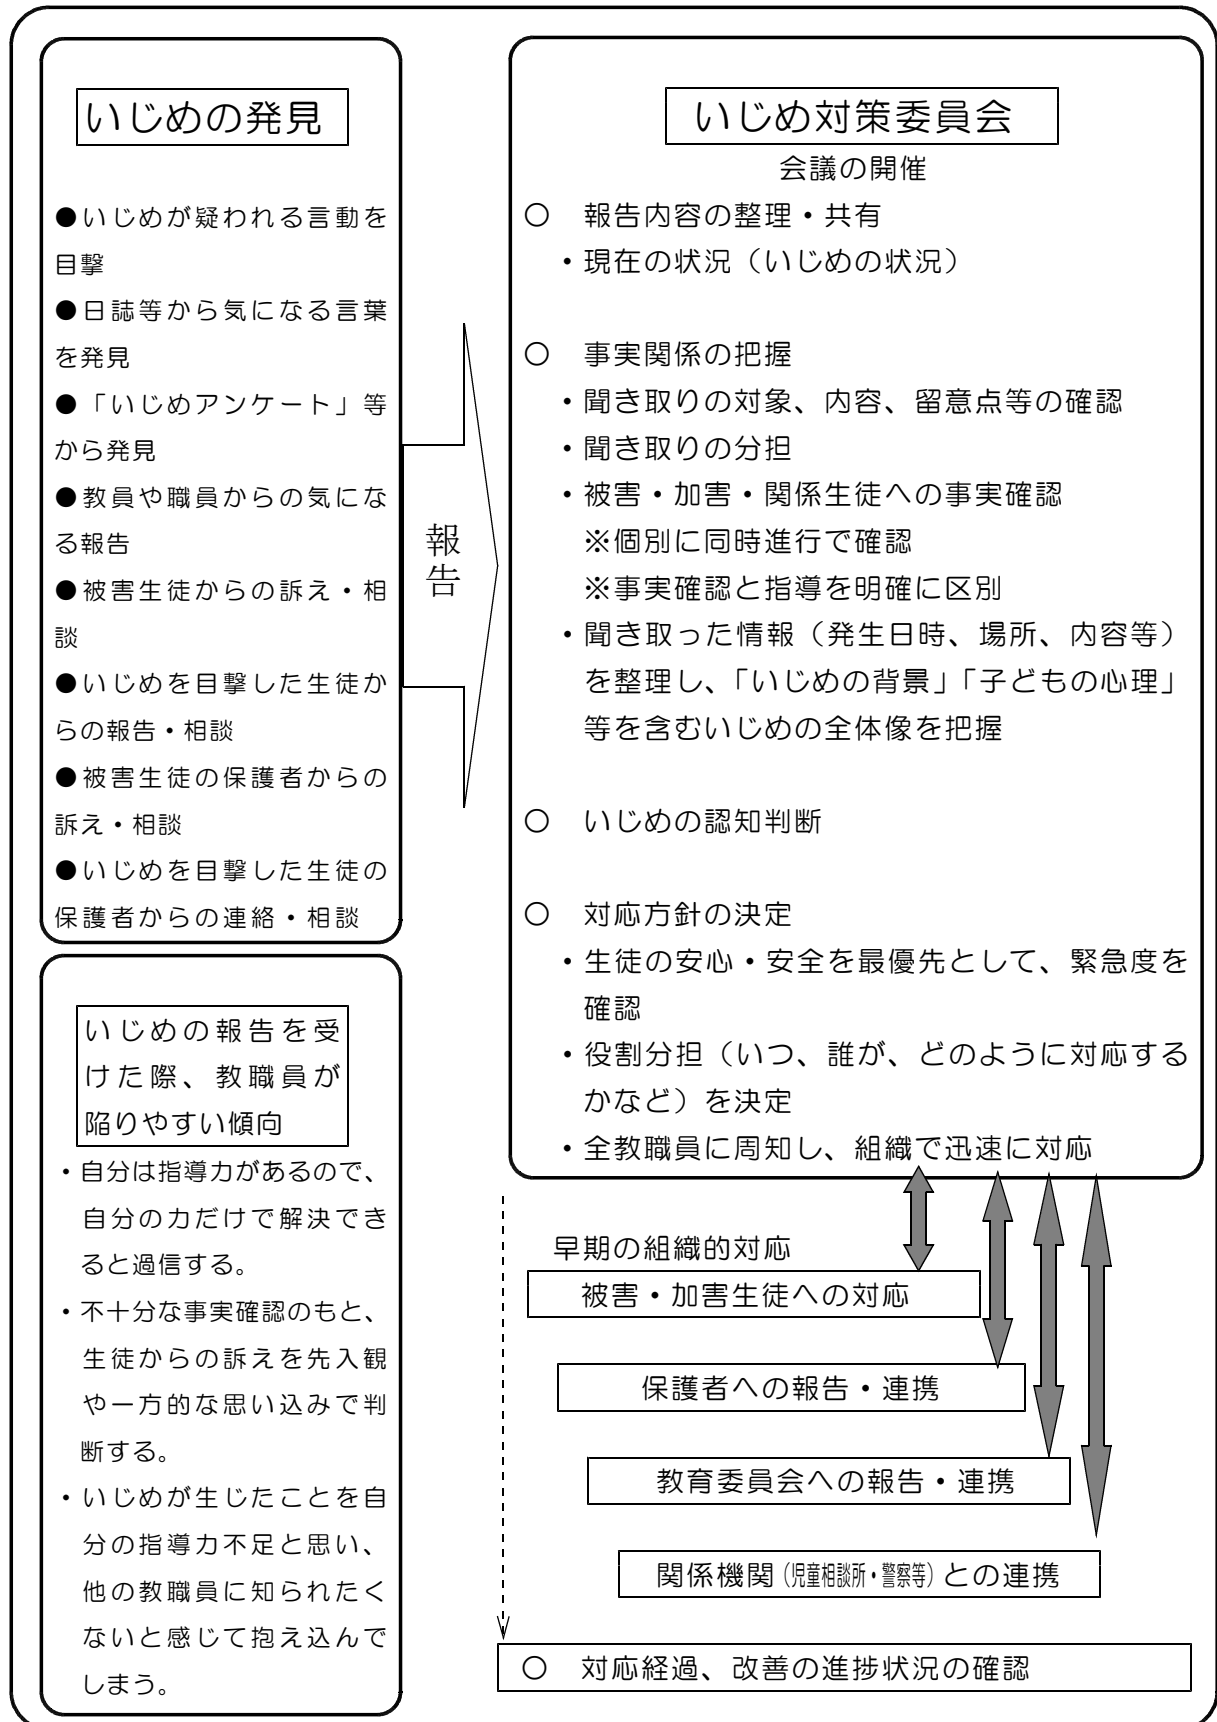 いじめの発見
●いじめが疑われる言動を
目撃
●日誌等から気になる言葉
を発見
●「いじめアンケート」等
から発見
●教員や職員からの気にな
る報告
●被害生徒からの訴え・相
談
●いじめを目撃した生徒か
らの報告・相談
●被害生徒の保護者からの
訴え・相談
●いじめを目撃した生徒の
保護者からの連絡・相談
報告
いじめ対策委員会
会議の開催
○　報告内容の整理・共有
・現在の状況（いじめの状況）
○　事実関係の把握
・聞き取りの対象、内容、留意点等の確認
・聞き取りの分担
・被害・加害・関係生徒への事実確認
※個別に同時進行で確認
※事実確認と指導を明確に区別
・聞き取った情報（発生日時、場所、内容等）
を整理し、「いじめの背景」「子どもの心理」
等を含むいじめの全体像を把握
○　いじめの認知判断
○　対応方針の決定
・生徒の安心・安全を最優先として、緊急度を
確認
・役割分担（いつ、誰が、どのように対応する
かなど）を決定
・全教職員に周知し、組織で迅速に対応
いじめの報告を受
けた際、教職員が
陥りやすい傾向
・自分は指導力があるので、
自分の力だけで解決でき
ると過信する。
・不十分な事実確認のもと、
生徒からの訴えを先入観
や一方的な思い込みで判
断する。
・いじめが生じたことを自
分の指導力不足と思い、
他の教職員に知られたく
ないと感じて抱え込んで
しまう。
早期の組織的対応
被害・加害生徒への対応
保護者への報告・連携
教育委員会への報告・連携
関係機関（児童相談所・警察等）との連携
○　対応経過、改善の進捗状況の確認